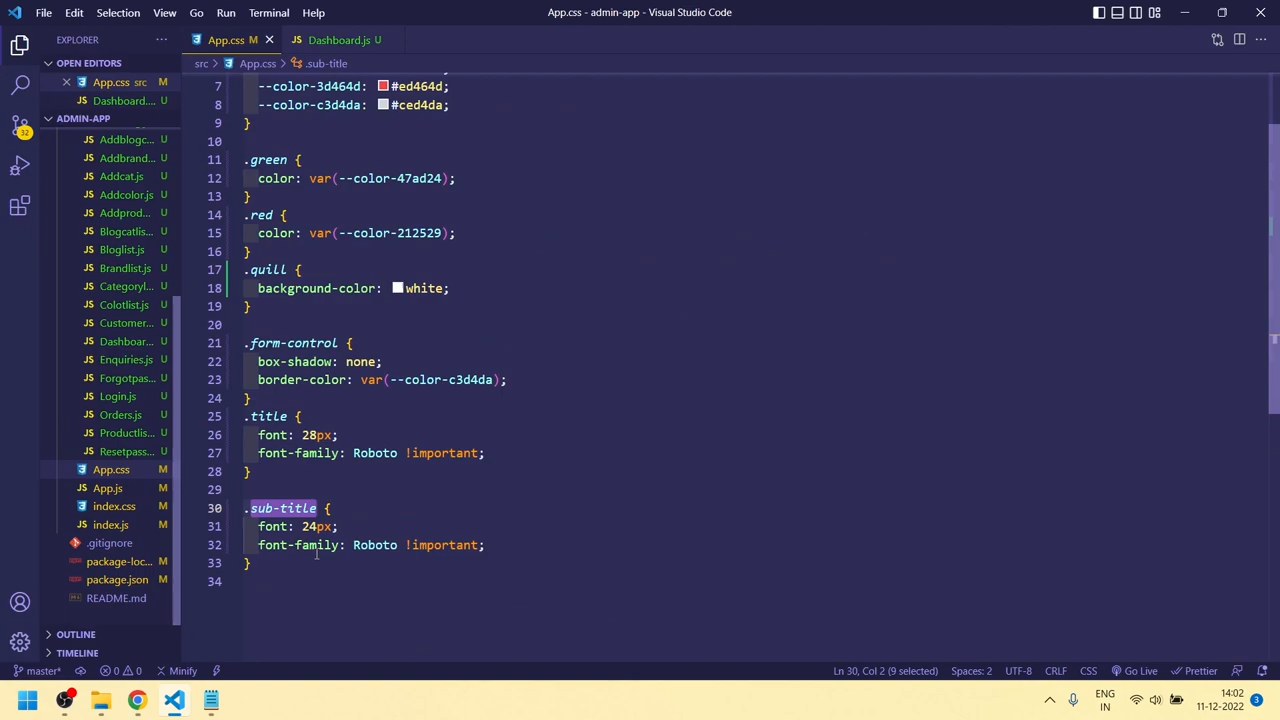 File Edit Selection View Go Run Terminal Help
App.css - admin-app - Visual Studio Code
EXPLORER
App.css M
Dashboard.js U
OPEN EDITORS
src > App.css > .sub-title
App.css src M
Dashboard.... U
ADMIN-APP
Addblogc... U
Addbrand... U
Addcat.js U
Addcolor.js U
Addprod... U
Blogcatlis... U
Bloglist.js U
Brandlist.js U
Categoryl... U
Colotlist.js U
Customer... U
Dashboar... U
Enquiries.js U
Forgotpas... U
Login.js U
Orders.js U
Productlis... U
Resetpass... U
App.css M
App.js M
index.css M
index.js M
.gitignore
package-loc... M
package.json M
README.md
OUTLINE
TIMELINE
32
7 --color-3d464d: #ed464d;
8 --color-c3d4da: #ced4da;
9 }
10
11 .green {
12 color: var(--color-47ad24);
13 }
14 .red {
15 color: var(--color-212529);
16 }
17 .quill {
18 background-color: white;
19 }
20
21 .form-control {
22 box-shadow: none;
23 border-color: var(--color-c3d4da);
24 }
25 .title {
26 font: 28px;
27 font-family: Roboto !important;
28 }
29
30 .sub-title {
31 font: 24px;
32 font-family: Roboto !important;
33 }
34
master* 0 0 Minify
Ln 30, Col 2 (9 selected) Spaces: 2 UTF-8 CRLF CSS Go Live Prettier
ENG
IN
14:02
11-12-2022
3